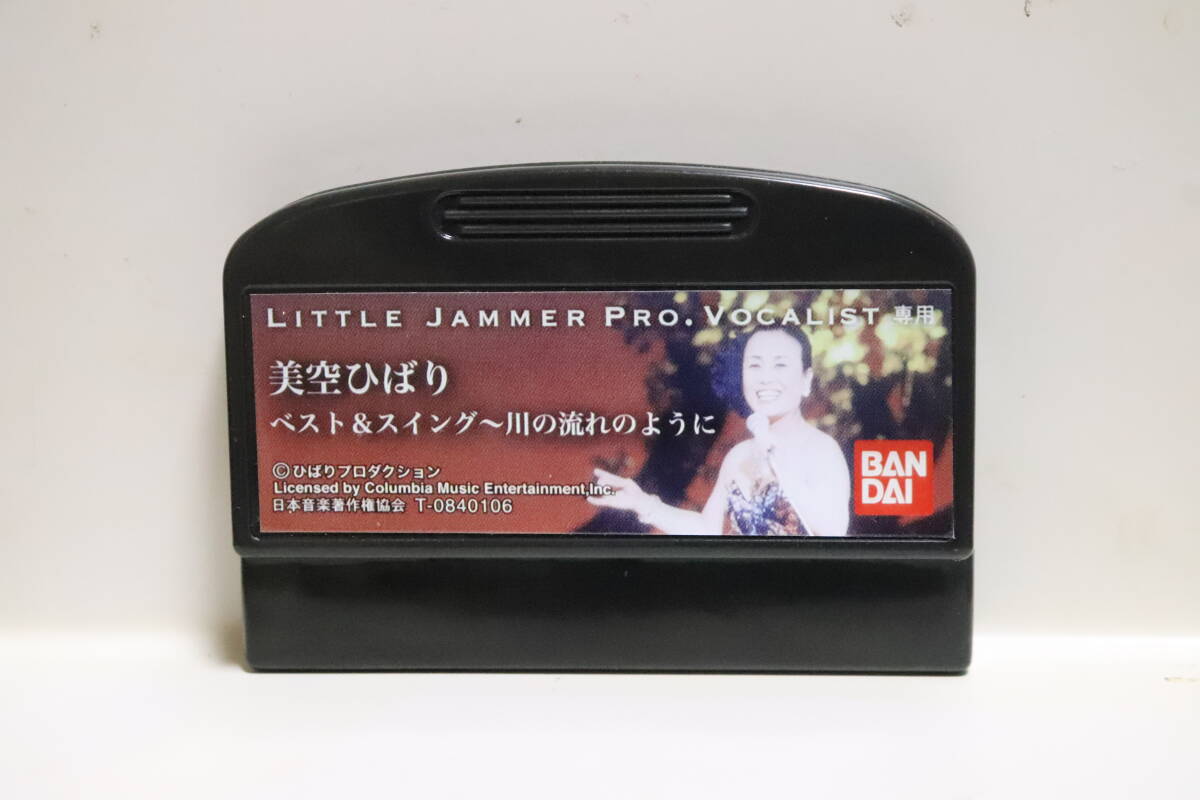 LITTLE JAMMER PRO. VOCALIST 専用
美空ひばり
ベスト&スイング～川の流れのように
©ひばりプロダクション
Licensed by Columbia Music Entertainment,Inc.
日本音楽著作権協会 T-0840106
BAN
DAI